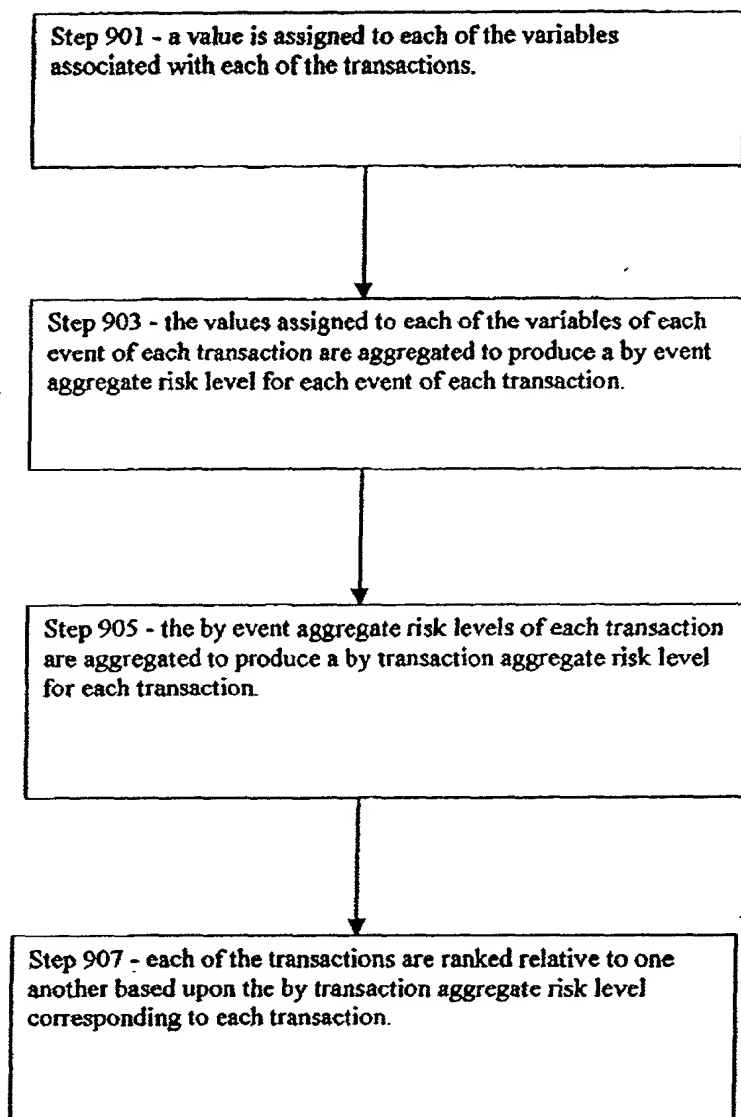 Step 901 - a value is assigned to each of the variables
associated with each of the transactions.
Step 903 - the values assigned to each of the variables of each
event of each transaction are aggregated to produce a by event
aggregate risk level for each event of each transaction.
Step 905 - the by event aggregate risk levels of each transaction
are aggregated to produce a by transaction aggregate risk level
for each transaction.
Step 907 - each of the transactions are ranked relative to one
another based upon the by transaction aggregate risk level
corresponding to each transaction.